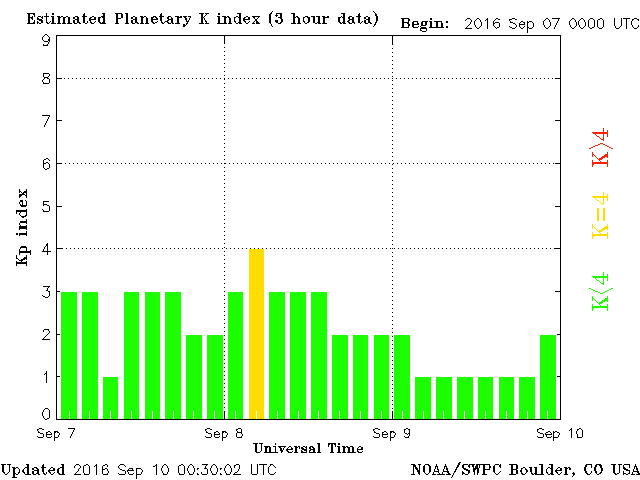 Estimated Planetary K index (3 hour data) Begin: 2016 Sep 07 0000 UTC
9
8
7
6
5
4
3
2
1
0
Kp index
K>4
K=4
K<4
Sep 7 Sep 8 Sep 9 Sep 10
Universal Time
Updated 2016 Sep 10 00:30:02 UTC NOAA/SWPC Boulder, CO USA